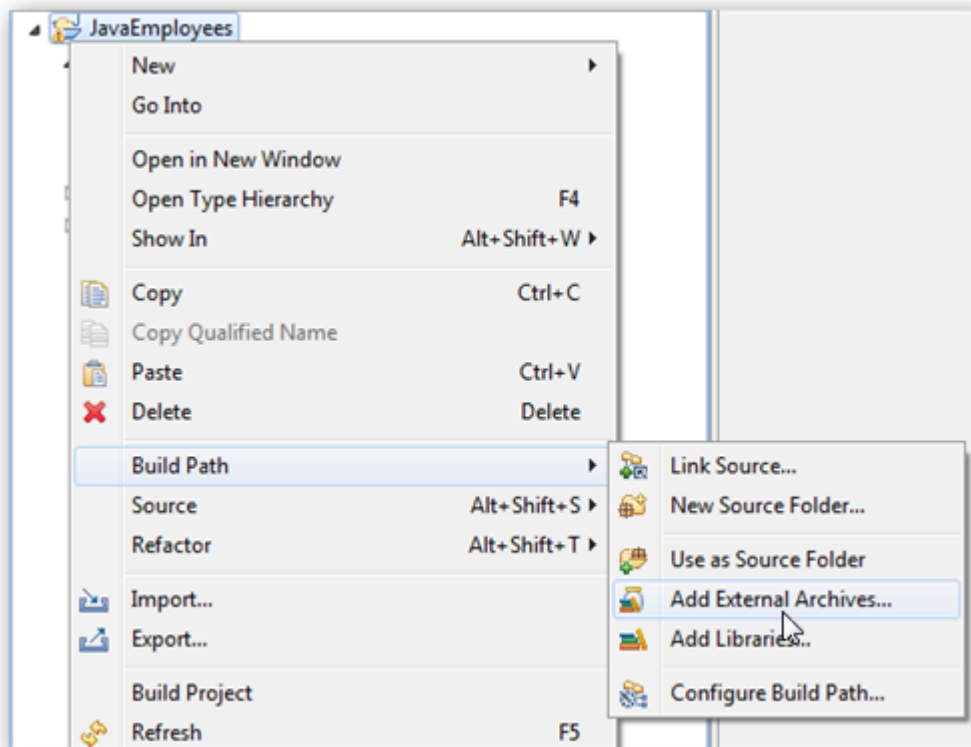 JavaEmployees
New
Go Into
Open in New Window
Open Type Hierarchy F4
Show In Alt+Shift+W
Copy Ctrl+C
Copy Qualified Name
Paste Ctrl+V
Delete Delete
Build Path
Source Alt+Shift+S
Refactor Alt+Shift+T
Import...
Export...
Build Project
Refresh F5
Link Source...
New Source Folder...
Use as Source Folder
Add External Archives...
Add Libraries...
Configure Build Path...